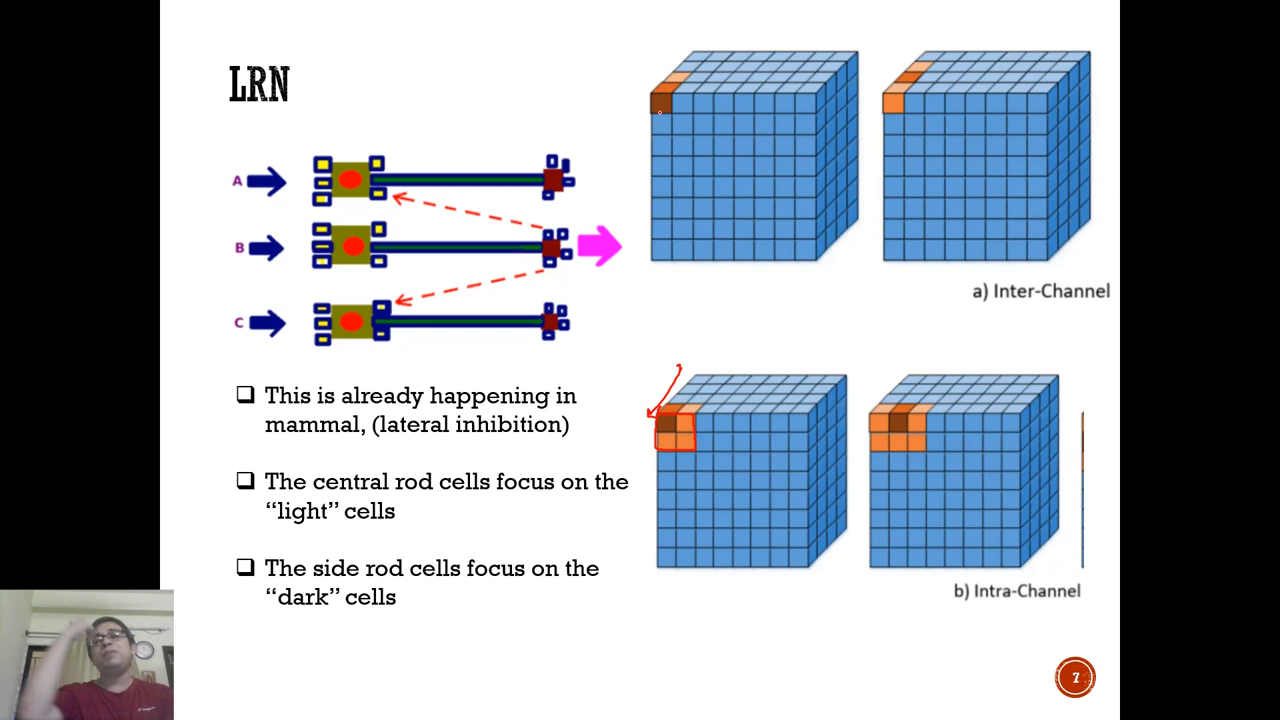 LRN
A
B
C
a) Inter-Channel
❑ This is already happening in
mammal, (lateral inhibition)
❑ The central rod cells focus on the
“light” cells
❑ The side rod cells focus on the
“dark” cells
b) Intra-Channel
7